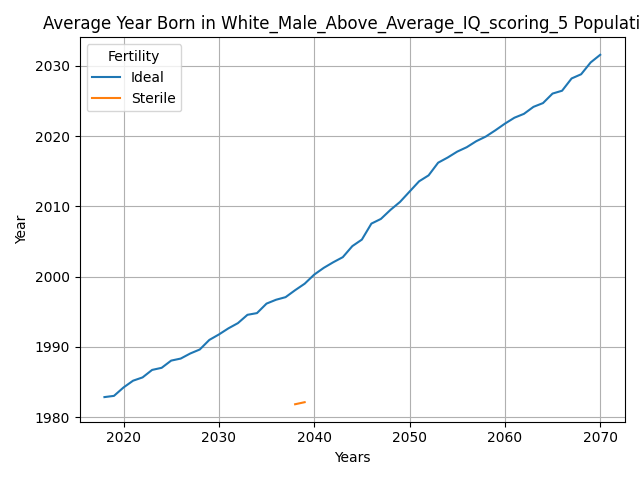 Average Year Born in White_Male_Above_Average_IQ_scoring_5 Populati
Fertility
Ideal
Sterile
2030
2020
2010
2000
1990
1980
Year
2020 2030 2040 2050 2060 2070
Years